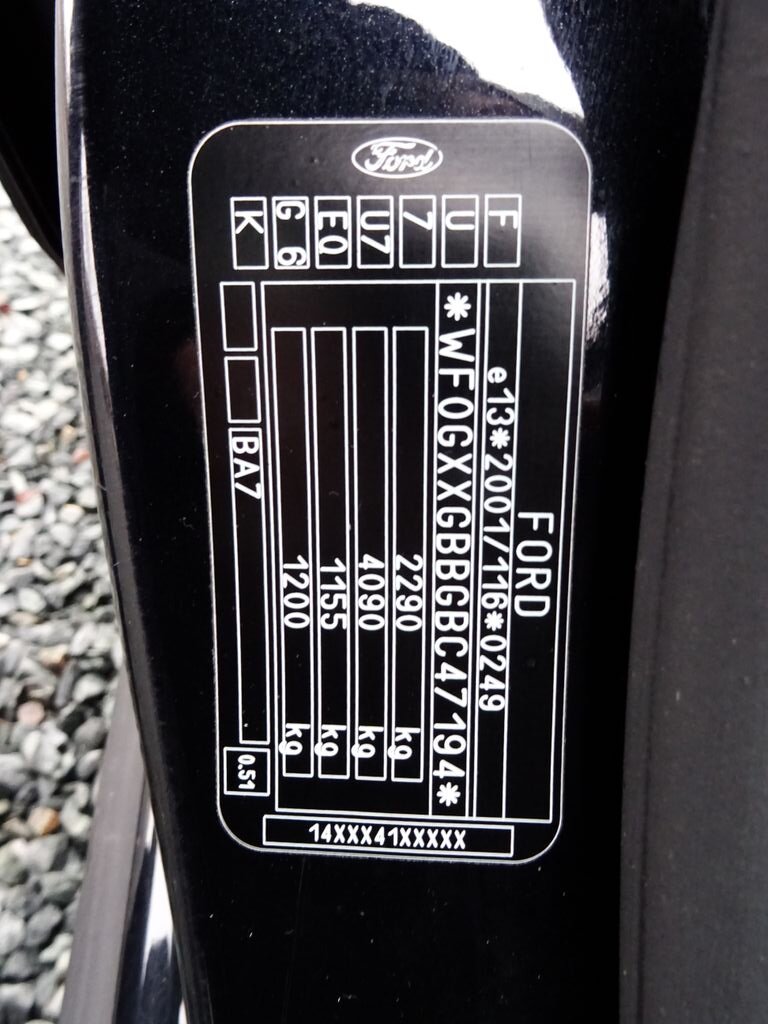 Ford
FORD
e13*2001/116*0249
*WF0GXXGBBGBC47194*
2290 kg
4090 kg
1155 kg
1200 kg
BA7
0.51
F
U
7
U7
EQ
G 6
K
14XXX41XXXXX